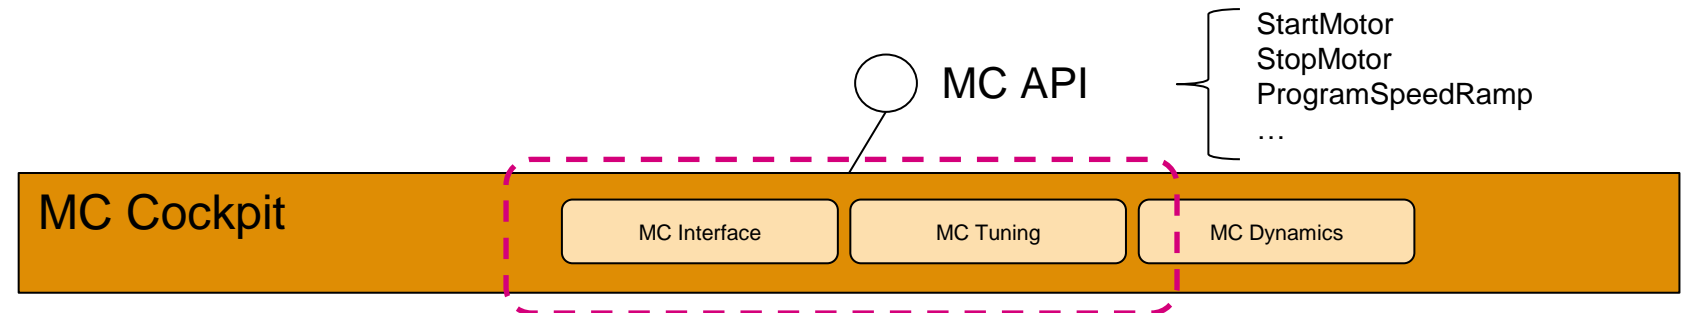 StartMotor
StopMotor
MC API
ProgramSpeedRamp
…
MC Cockpit
MC Interface
MC Tuning
MC Dynamics